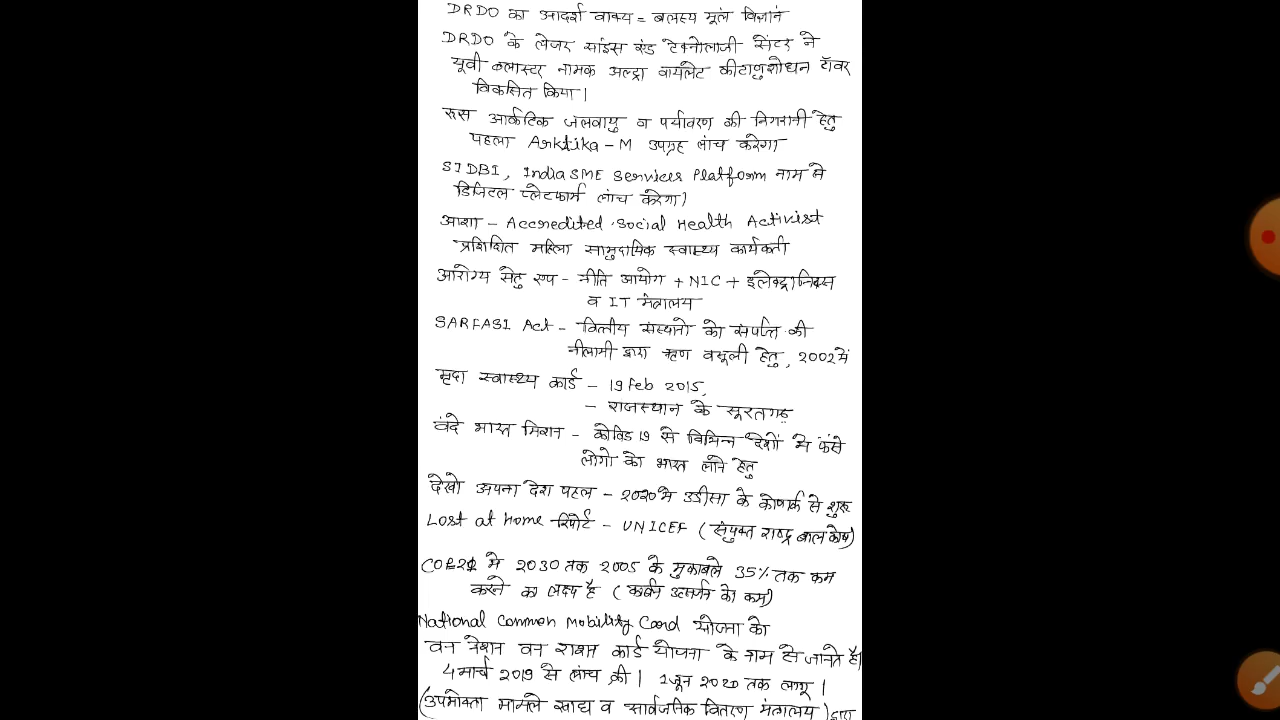 DRDO का आदर्श वाक्य = बलस्य मूलं विज्ञानं
DRDO के लेजर साइंस एंड टेक्नोलाजी सेंटर ने
यूवी ब्लास्टर नामक अल्ट्रा वायलेट कीटाणुशोधन टॉवर
विकसित किया।
रूस आर्कटिक जलवायु व पर्यावरण की निगरानी हेतु
पहला Arktika-M उपग्रह लांच करेगा
SIDBI, India SME Services Platform नाम से
डिजिटल प्लेटफार्म लांच करेगा)
आशा - Accredited Social Health Activist
प्रशिक्षित महिला सामुदायिक स्वास्थ्य कार्यकर्ता
आरोग्य सेतु एप - नीति आयोग + NIC + इलेक्ट्रानिक्स
व IT मंत्रालय
SARFASI Act - वित्तीय संस्थानो को संपत्ति की
नीलामी द्वारा ऋण वसूली हेतु, 2002 में
मृदा स्वास्थ्य कार्ड - 19 Feb 2015,
- राजस्थान के सूरतगढ़
वंदे भारत मिशन - कोविड 19 से विभिन्न देशों मे फंसे
लोगो को भारत लाने हेतु
देखो अपना देश पहल - 2020 मे उड़ीसा के कोणार्क से शुरू
Lost at Home रिपोर्ट - UNICEF (संयुक्त राष्ट्र बाल कोष)
COP21 मे 2030 तक 2005 के मुकाबले 35% तक कम
करने का लक्ष्य है (कार्बन उत्सर्जन को कम)
National Common Mobility Card योजना को
वन नेशन वन राशन कार्ड योजना के नाम से जानते है।
4 मार्च 2019 से लांच की। 1 जून 2020 तक लागू।
(उपभोक्ता मामले खाद्य व सार्वजनिक वितरण मंत्रालय) द्वारा